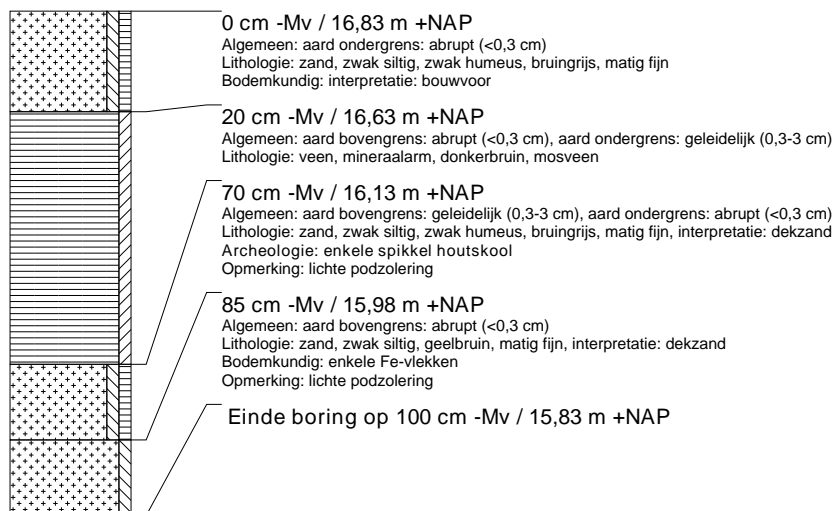 0 cm -Mv / 16,83 m +NAP
Algemeen: aard ondergrens: abrupt (<0,3 cm)
Lithologie: zand, zwak siltig, zwak humeus, bruingrijs, matig fijn
Bodemkundig: interpretatie: bouwvoor
20 cm -Mv / 16,63 m +NAP
Algemeen: aard bovengrens: abrupt (<0,3 cm), aard ondergrens: geleidelijk (0,3-3 cm)
Lithologie: veen, mineraalarm, donkerbruin, mosveen
70 cm -Mv / 16,13 m +NAP
Algemeen: aard bovengrens: geleidelijk (0,3-3 cm), aard ondergrens: abrupt (<0,3 cm)
Lithologie: zand, zwak siltig, zwak humeus, bruingrijs, matig fijn, interpretatie: dekzand
Archeologie: enkele spikkel houtskool
Opmerking: lichte podzolering
85 cm -Mv / 15,98 m +NAP
Algemeen: aard bovengrens: abrupt (<0,3 cm)
Lithologie: zand, zwak siltig, geelbruin, matig fijn, interpretatie: dekzand
Bodemkundig: enkele Fe-vlekken
Opmerking: lichte podzolering
Einde boring op 100 cm -Mv / 15,83 m +NAP